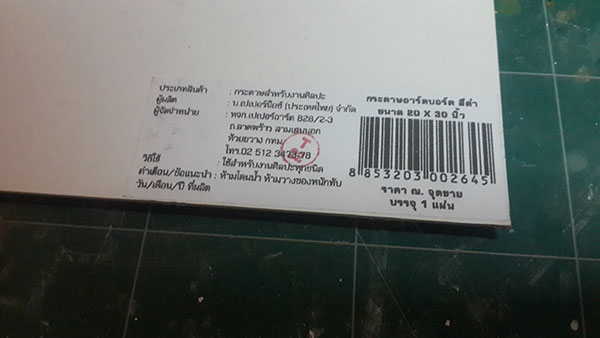 ประเภทสินค้า : กระดาษสำหรับงานศิลปะ
ผู้ผลิต : บ.เปเปอร์น๊อท (ประเทศไทย) จำกัด
ผู้จัดจำหน่าย : หจก.เปเปอร์อาร์ต 828/2-3
ถ.ลาดพร้าว สามเสนนอก
ห้วยขวาง กทม.
โทร.02 512 3473,78
วิธีใช้ : ใช้สำหรับงานศิลปะทุกชนิด
คำเตือน/ข้อแนะนำ : ห้ามโดนน้ำ ห้ามวางของหนักทับ
วัน/เดือน/ปี ที่ผลิต
กระดาษอาร์ตบอร์ด สีดำ
ขนาด 20 X 30 นิ้ว
8 853203 002645
ราคา ณ. จุดขาย
บรรจุ 1 แผ่น